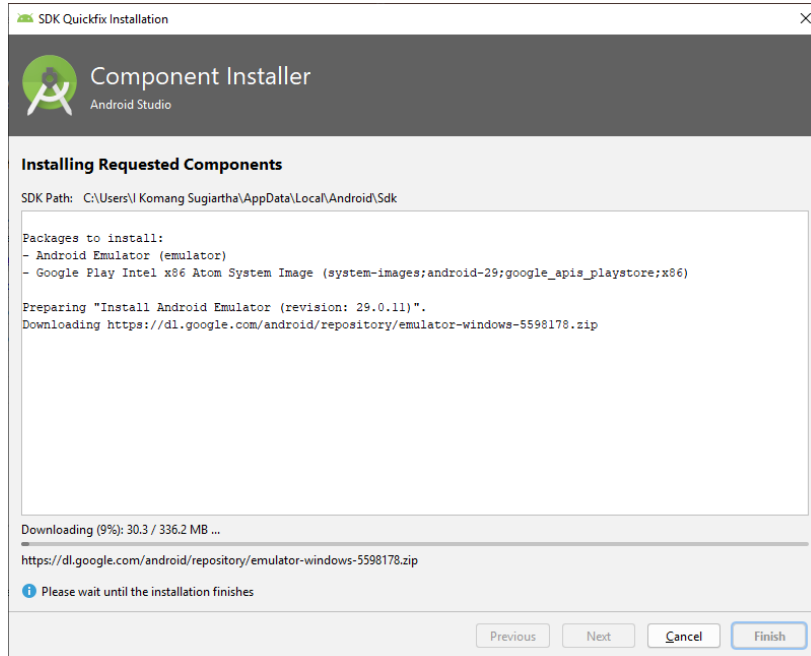 SDK Quickfix Installation
Component Installer
Android Studio
Installing Requested Components
SDK Path: C:\Users\I Komang Sugiartha\AppData\Local\Android\Sdk
Packages to install:
- Android Emulator (emulator)
- Google Play Intel x86 Atom System Image (system-images;android-29;google_apis_playstore;x86)
Preparing "Install Android Emulator (revision: 29.0.11)".
Downloading https://dl.google.com/android/repository/emulator-windows-5598178.zip
Downloading (9%): 30.3 / 336.2 MB ...
https://dl.google.com/android/repository/emulator-windows-5598178.zip
Please wait until the installation finishes
Previous Next Cancel Finish